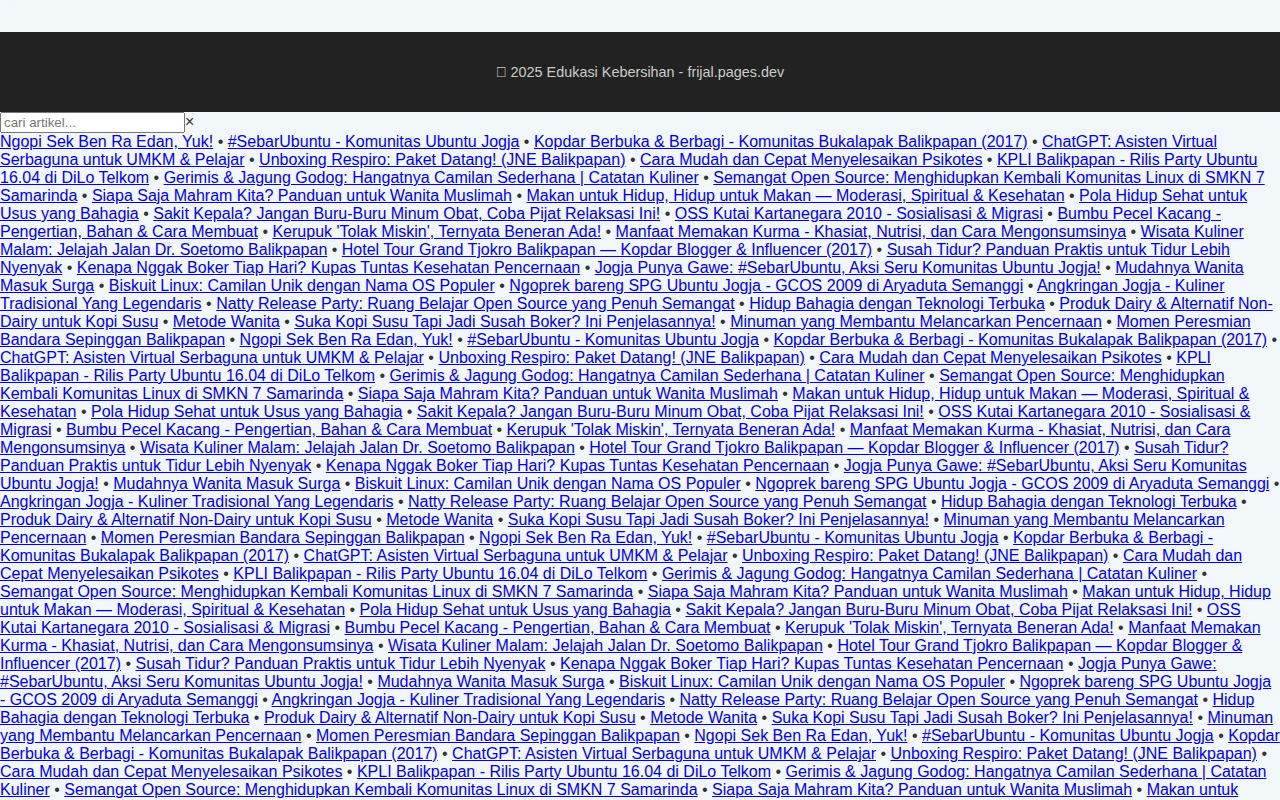 2025 Edukasi Kebersihan - frijal.pages.dev
cari artikel... ×
Ngopi Sek Ben Ra Edan, Yuk! • #SebarUbuntu - Komunitas Ubuntu Jogja • Kopdar Berbuka & Berbagi - Komunitas Bukalapak Balikpapan (2017) • ChatGPT: Asisten Virtual
Serbaguna untuk UMKM & Pelajar • Unboxing Respiro: Paket Datang! (JNE Balikpapan) • Cara Mudah dan Cepat Menyelesaikan Psikotes • KPLI Balikpapan - Rilis Party Ubuntu
16.04 di DiLo Telkom • Gerimis & Jagung Godog: Hangatnya Camilan Sederhana | Catatan Kuliner • Semangat Open Source: Menghidupkan Kembali Komunitas Linux di SMKN 7
Samarinda • Siapa Saja Mahram Kita? Panduan untuk Wanita Muslimah • Makan untuk Hidup, Hidup untuk Makan — Moderasi, Spiritual & Kesehatan • Pola Hidup Sehat untuk
Usus yang Bahagia • Sakit Kepala? Jangan Buru-Buru Minum Obat, Coba Pijat Relaksasi Ini! • OSS Kutai Kartanegara 2010 - Sosialisasi & Migrasi • Bumbu Pecel Kacang -
Pengertian, Bahan & Cara Membuat • Kerupuk 'Tolak Miskin', Ternyata Beneran Ada! • Manfaat Memakan Kurma - Khasiat, Nutrisi, dan Cara Mengonsumsinya • Wisata Kuliner
Malam: Jelajah Jalan Dr. Soetomo Balikpapan • Hotel Tour Grand Tjokro Balikpapan — Kopdar Blogger & Influencer (2017) • Susah Tidur? Panduan Praktis untuk Tidur Lebih
Nyenyak • Kenapa Nggak Boker Tiap Hari? Kupas Tuntas Kesehatan Pencernaan • Jogja Punya Gawe: #SebarUbuntu, Aksi Seru Komunitas Ubuntu Jogja! • Mudahnya Wanita
Masuk Surga • Biskuit Linux: Camilan Unik dengan Nama OS Populer • Ngoprek bareng SPG Ubuntu Jogja - GCOS 2009 di Aryaduta Semanggi • Angkringan Jogja - Kuliner
Tradisional Yang Legendaris • Natty Release Party: Ruang Belajar Open Source yang Penuh Semangat • Hidup Bahagia dengan Teknologi Terbuka • Produk Dairy & Alternatif Non-
Dairy untuk Kopi Susu • Metode Wanita • Suka Kopi Susu Tapi Jadi Susah Boker? Ini Penjelasannya! • Minuman yang Membantu Melancarkan Pencernaan • Momen Peresmian
Bandara Sepinggan Balikpapan • Ngopi Sek Ben Ra Edan, Yuk! • #SebarUbuntu - Komunitas Ubuntu Jogja • Kopdar Berbuka & Berbagi - Komunitas Bukalapak Balikpapan (2017) •
ChatGPT: Asisten Virtual Serbaguna untuk UMKM & Pelajar • Unboxing Respiro: Paket Datang! (JNE Balikpapan) • Cara Mudah dan Cepat Menyelesaikan Psikotes • KPLI
Balikpapan - Rilis Party Ubuntu 16.04 di DiLo Telkom • Gerimis & Jagung Godog: Hangatnya Camilan Sederhana | Catatan Kuliner • Semangat Open Source: Menghidupkan
Kembali Komunitas Linux di SMKN 7 Samarinda • Siapa Saja Mahram Kita? Panduan untuk Wanita Muslimah • Makan untuk Hidup, Hidup untuk Makan — Moderasi, Spiritual &
Kesehatan • Pola Hidup Sehat untuk Usus yang Bahagia • Sakit Kepala? Jangan Buru-Buru Minum Obat, Coba Pijat Relaksasi Ini! • OSS Kutai Kartanegara 2010 - Sosialisasi &
Migrasi • Bumbu Pecel Kacang - Pengertian, Bahan & Cara Membuat • Kerupuk 'Tolak Miskin', Ternyata Beneran Ada! • Manfaat Memakan Kurma - Khasiat, Nutrisi, dan Cara
Mengonsumsinya • Wisata Kuliner Malam: Jelajah Jalan Dr. Soetomo Balikpapan • Hotel Tour Grand Tjokro Balikpapan — Kopdar Blogger & Influencer (2017) • Susah Tidur?
Panduan Praktis untuk Tidur Lebih Nyenyak • Kenapa Nggak Boker Tiap Hari? Kupas Tuntas Kesehatan Pencernaan • Jogja Punya Gawe: #SebarUbuntu, Aksi Seru Komunitas
Ubuntu Jogja! • Mudahnya Wanita Masuk Surga • Biskuit Linux: Camilan Unik dengan Nama OS Populer • Ngoprek bareng SPG Ubuntu Jogja - GCOS 2009 di Aryaduta Semanggi •
Angkringan Jogja - Kuliner Tradisional Yang Legendaris • Natty Release Party: Ruang Belajar Open Source yang Penuh Semangat • Hidup Bahagia dengan Teknologi Terbuka •
Produk Dairy & Alternatif Non-Dairy untuk Kopi Susu • Metode Wanita • Suka Kopi Susu Tapi Jadi Susah Boker? Ini Penjelasannya! • Minuman yang Membantu Melancarkan
Pencernaan • Momen Peresmian Bandara Sepinggan Balikpapan • Ngopi Sek Ben Ra Edan, Yuk! • #SebarUbuntu - Komunitas Ubuntu Jogja • Kopdar Berbuka & Berbagi -
Komunitas Bukalapak Balikpapan (2017) • ChatGPT: Asisten Virtual Serbaguna untuk UMKM & Pelajar • Unboxing Respiro: Paket Datang! (JNE Balikpapan) • Cara Mudah dan
Cepat Menyelesaikan Psikotes • KPLI Balikpapan - Rilis Party Ubuntu 16.04 di DiLo Telkom • Gerimis & Jagung Godog: Hangatnya Camilan Sederhana | Catatan Kuliner •
Semangat Open Source: Menghidupkan Kembali Komunitas Linux di SMKN 7 Samarinda • Siapa Saja Mahram Kita? Panduan untuk Wanita Muslimah • Makan untuk Hidup, Hidup
untuk Makan — Moderasi, Spiritual & Kesehatan • Pola Hidup Sehat untuk Usus yang Bahagia • Sakit Kepala? Jangan Buru-Buru Minum Obat, Coba Pijat Relaksasi Ini! • OSS
Kutai Kartanegara 2010 - Sosialisasi & Migrasi • Bumbu Pecel Kacang - Pengertian, Bahan & Cara Membuat • Kerupuk 'Tolak Miskin', Ternyata Beneran Ada! • Manfaat Memakan
Kurma - Khasiat, Nutrisi, dan Cara Mengonsumsinya • Wisata Kuliner Malam: Jelajah Jalan Dr. Soetomo Balikpapan • Hotel Tour Grand Tjokro Balikpapan — Kopdar Blogger &
Influencer (2017) • Susah Tidur? Panduan Praktis untuk Tidur Lebih Nyenyak • Kenapa Nggak Boker Tiap Hari? Kupas Tuntas Kesehatan Pencernaan • Jogja Punya Gawe:
#SebarUbuntu, Aksi Seru Komunitas Ubuntu Jogja! • Mudahnya Wanita Masuk Surga • Biskuit Linux: Camilan Unik dengan Nama OS Populer • Ngoprek bareng SPG Ubuntu Jogja
- GCOS 2009 di Aryaduta Semanggi • Angkringan Jogja - Kuliner Tradisional Yang Legendaris • Natty Release Party: Ruang Belajar Open Source yang Penuh Semangat • Hidup
Bahagia dengan Teknologi Terbuka • Produk Dairy & Alternatif Non-Dairy untuk Kopi Susu • Metode Wanita • Suka Kopi Susu Tapi Jadi Susah Boker? Ini Penjelasannya! • Minuman
yang Membantu Melancarkan Pencernaan • Momen Peresmian Bandara Sepinggan Balikpapan • Ngopi Sek Ben Ra Edan, Yuk! • #SebarUbuntu - Komunitas Ubuntu Jogja • Kopdar
Berbuka & Berbagi - Komunitas Bukalapak Balikpapan (2017) • ChatGPT: Asisten Virtual Serbaguna untuk UMKM & Pelajar • Unboxing Respiro: Paket Datang! (JNE Balikpapan) •
Cara Mudah dan Cepat Menyelesaikan Psikotes • KPLI Balikpapan - Rilis Party Ubuntu 16.04 di DiLo Telkom • Gerimis & Jagung Godog: Hangatnya Camilan Sederhana | Catatan
Kuliner • Semangat Open Source: Menghidupkan Kembali Komunitas Linux di SMKN 7 Samarinda • Siapa Saja Mahram Kita? Panduan untuk Wanita Muslimah • Makan untuk